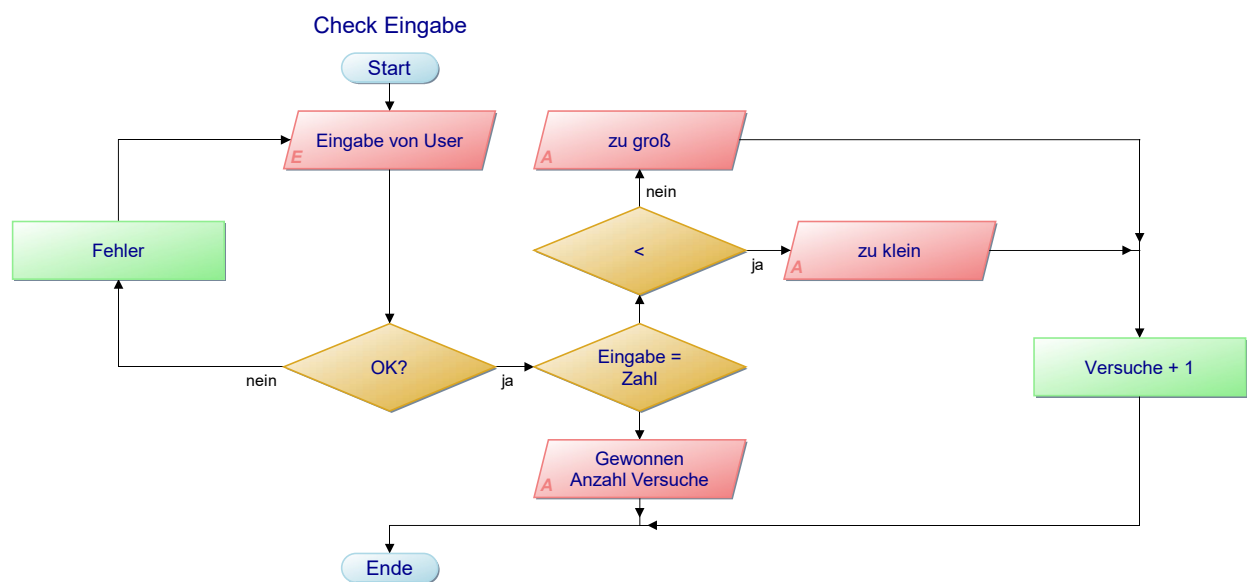 Check Eingabe
Start
Eingabe von User
E
zu groß
A
nein
Fehler
<
ja
zu klein
A
nein
OK?
ja
Eingabe =
Zahl
Versuche + 1
Gewonnen
Anzahl Versuche
A
Ende